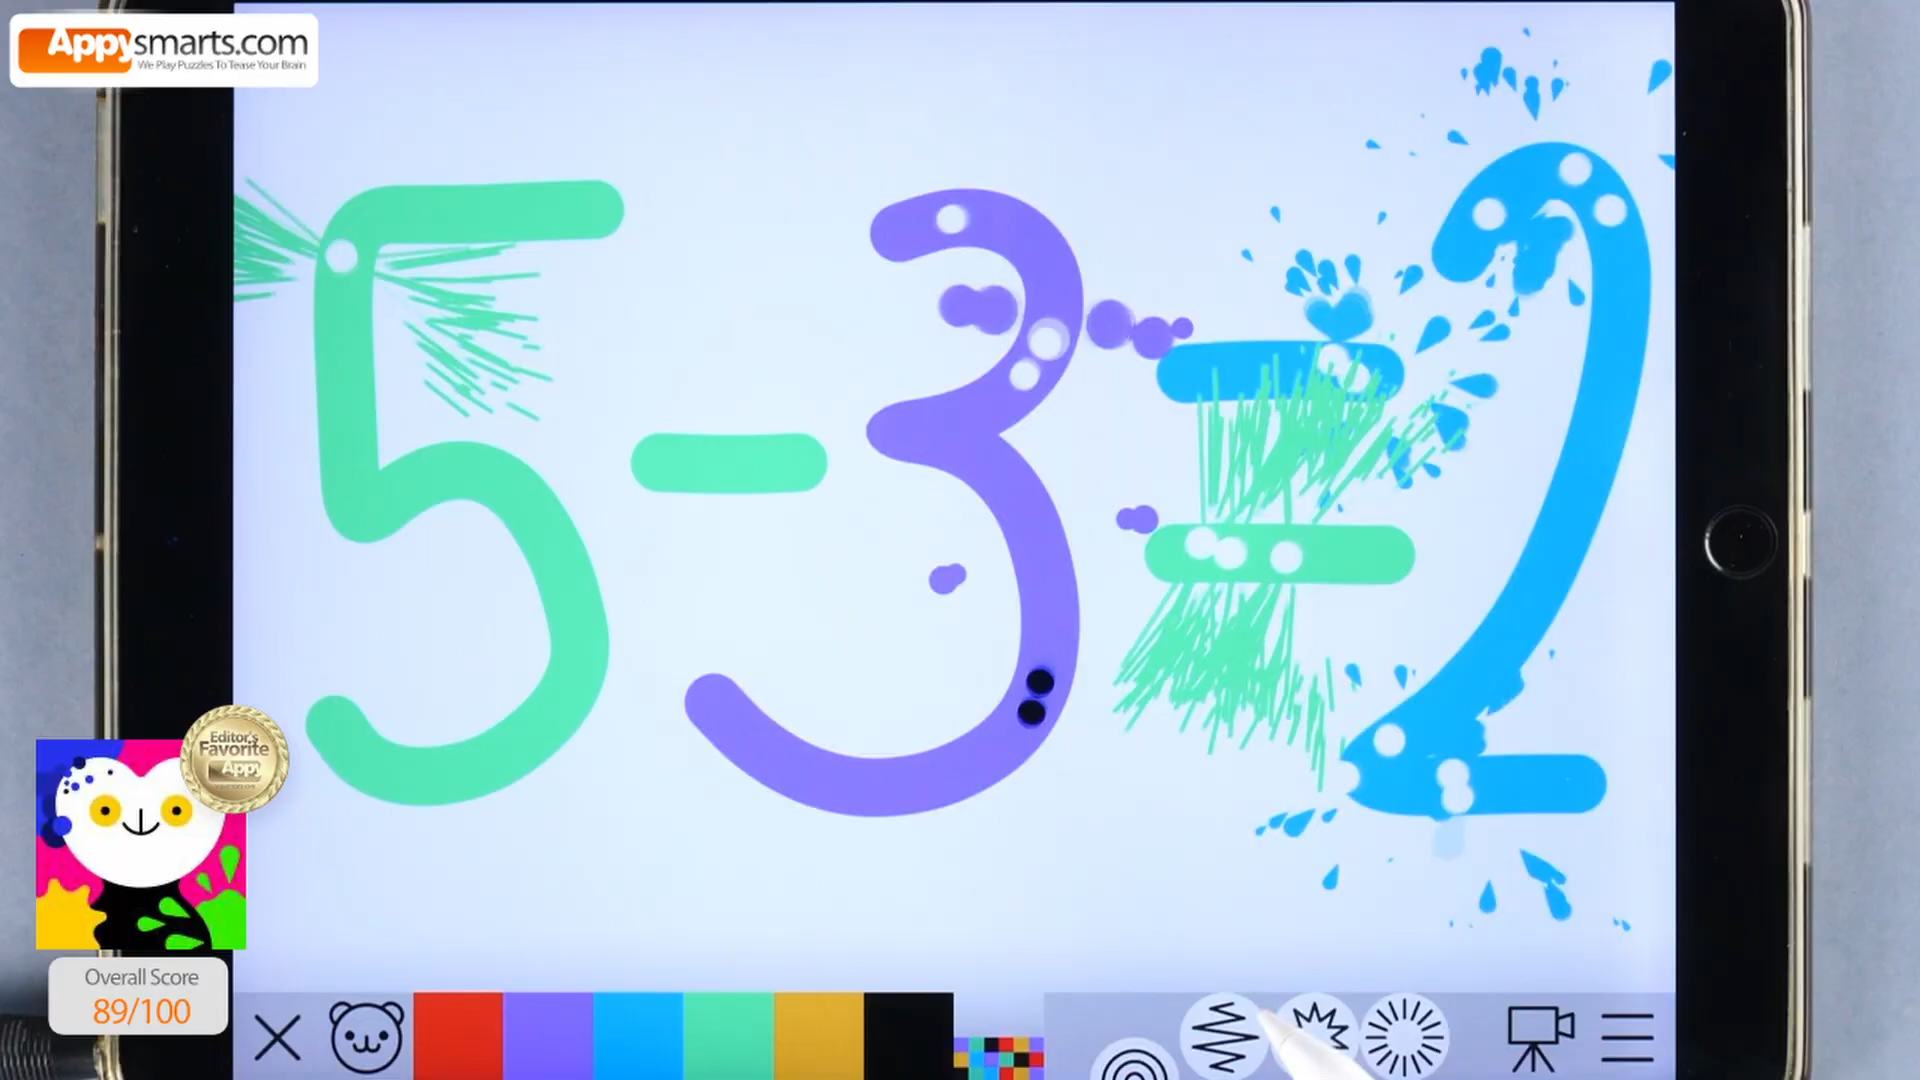 Appysmarts.com
We Play Puzzles To Tease Your Brain
5-3=2
Editor's
Favorite
Appy
Overall Score
89/100